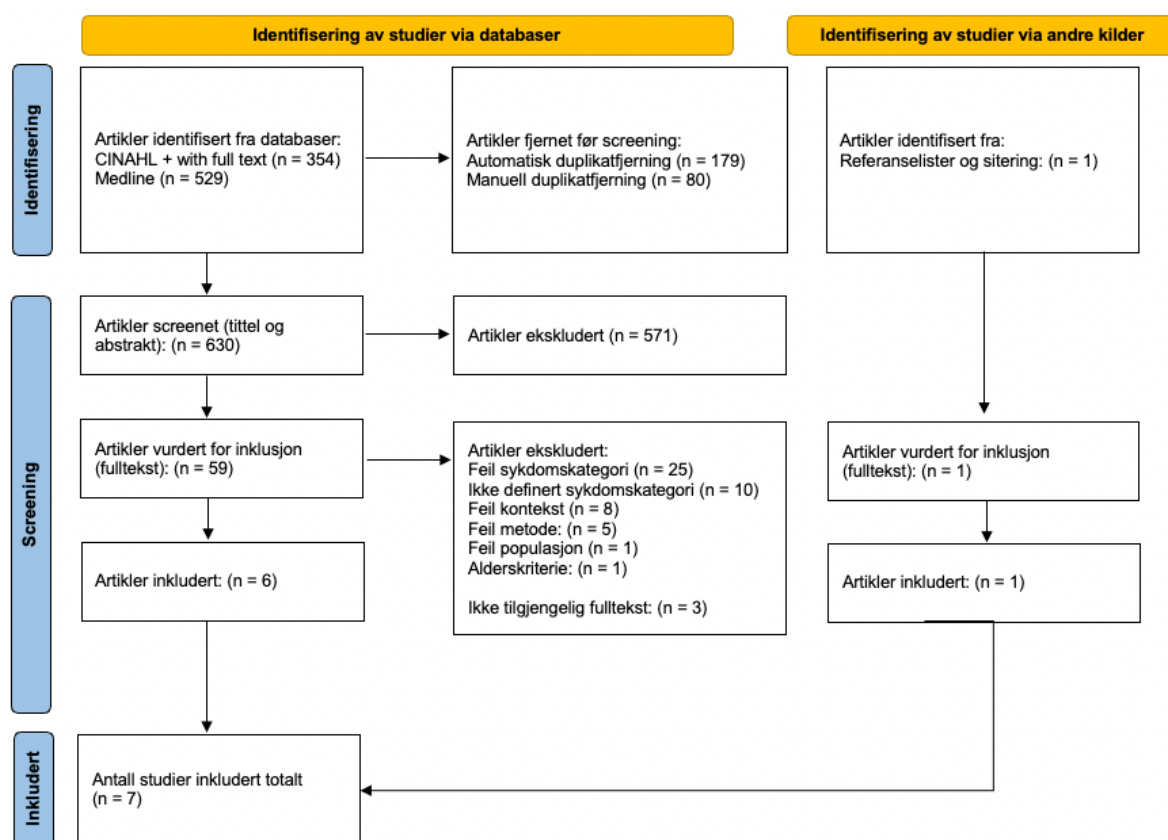 Identifisering av studier via databaser
Identifisering av studier via andre kilder
Identifisering
Artikler identifisert fra databaser:
CINAHL + with full text (n = 354)
Medline (n = 529)
Artikler fjernet før screening:
Automatisk duplikatfjerning (n = 179)
Manuell duplikatfjerning (n = 80)
Artikler identifisert fra:
Referanselister og sitering: (n = 1)
Screening
Artikler screenet (tittel og
abstrakt): (n = 630)
Artikler ekskludert (n = 571)
Artikler vurdert for inklusjon
(fulltekst): (n = 59)
Artikler ekskludert:
Feil sykdomskategori (n = 25)
Ikke definert sykdomskategori (n = 10)
Feil kontekst (n = 8)
Feil metode: (n = 5)
Feil populasjon (n = 1)
Alderskriterie: (n = 1)
Ikke tilgjengelig fulltekst: (n = 3)
Artikler vurdert for inklusjon
(fulltekst): (n = 1)
Artikler inkludert: (n = 6)
Artikler inkludert: (n = 1)
Inkludert
Antall studier inkludert totalt
(n = 7)